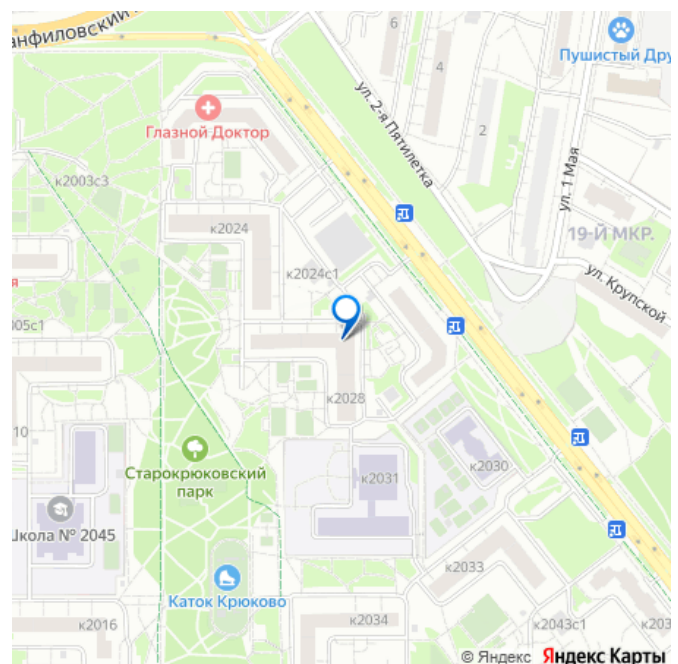 анфиловский
6
4
2
Пушистый Дру
Глазной Доктор
ул. 2-я Пятилетка
ул. 1 Мая
к2003с3
к2024
19-Й МКР.
к2024с1
ул. Крупской
я
005с1
к2028
10
Старокрюковский
парк
к2031
к2030
Школа № 2045
к2033
Каток Крюково
к2016
к2034
к2043с1
к203
© Яндекс Яндекс Карты